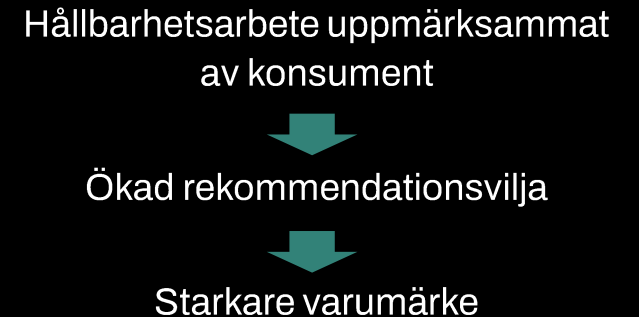 Hållbarhetsarbete uppmärksammat
av konsument
Ökad rekommendationsvilja
Starkare varumärke